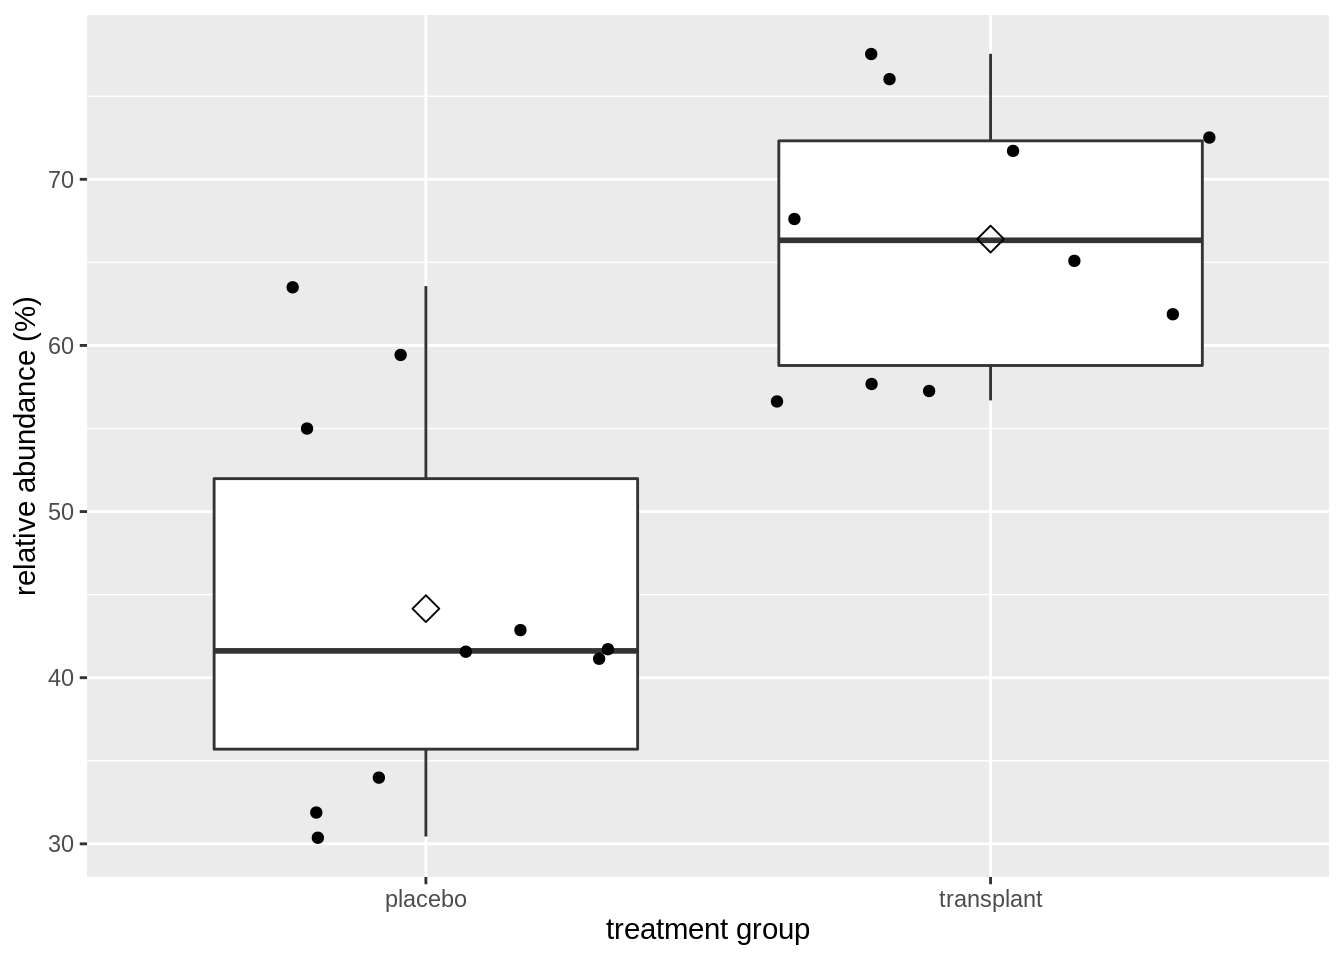 relative abundance (%)
70
60
50
40
30
placebo
transplant
treatment group